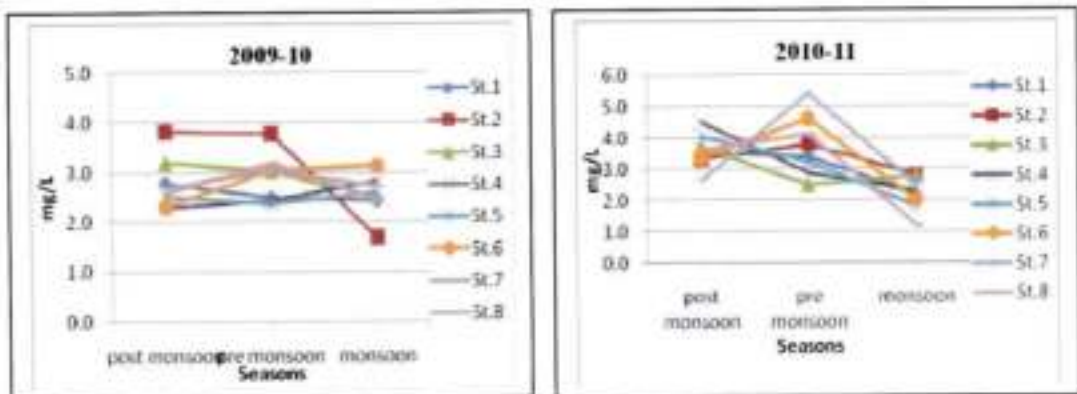 2009-10
5.0
4.0
3.0
2.0
1.0
0.0
mg/L
post monsoon
pre monsoon
monsoon
Seasons
St.1
St.2
St.3
St.4
St.5
St.6
St.7
St.8
2010-11
6.0
5.0
4.0
3.0
2.0
1.0
0.0
mg/L
post
monsoon
pre
monsoon
monsoon
Seasons
St.1
St.2
St.3
St.4
St.5
St.6
St.7
St.8